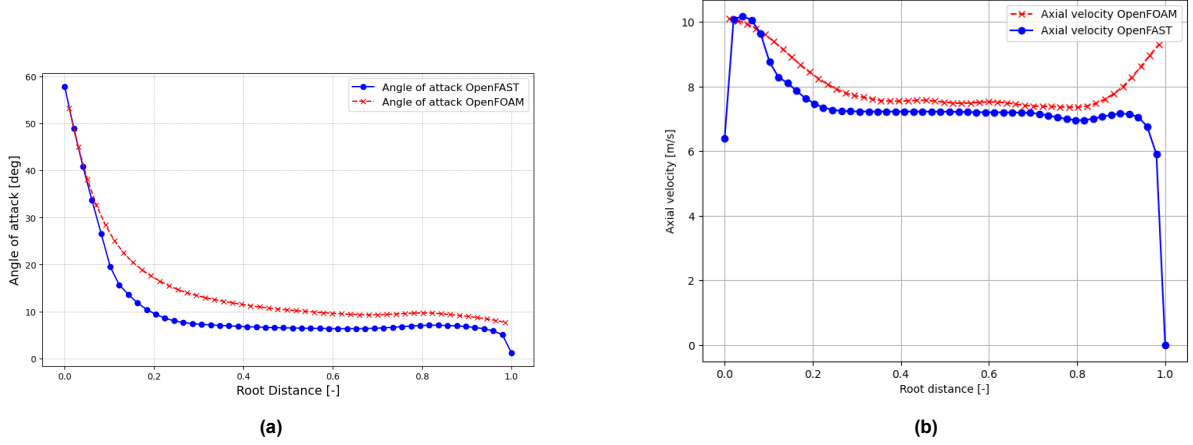 60
50
40
30
20
10
0
Angle of attack [deg]
Angle of attack OpenFAST
Angle of attack OpenFOAM
0.0 0.2 0.4 0.6 0.8 1.0
Root Distance [-]
(a)
10
8
6
4
2
0
Axial velocity [m/s]
Axial velocity OpenFOAM
Axial velocity OpenFAST
0.0 0.2 0.4 0.6 0.8 1.0
Root distance [-]
(b)